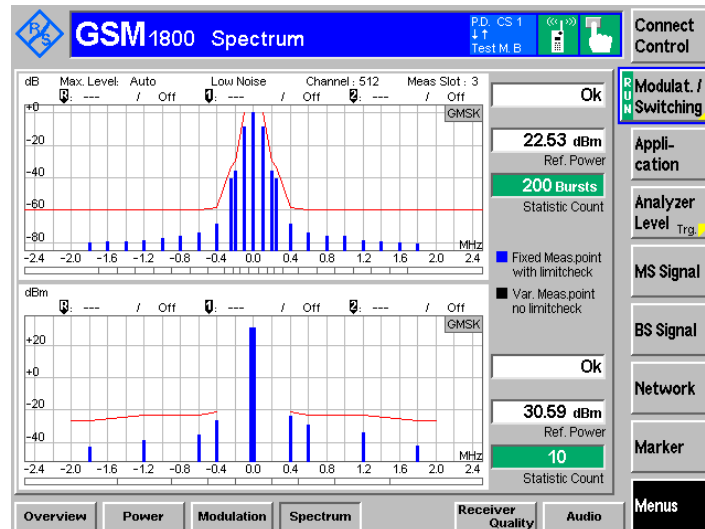 R&S
GSM 1800 Spectrum
P.D. CS 1
Test M. B
Connect Control
dB Max. Level: Auto Low Noise Channel : 512 Meas Slot : 3
R: --- / Off 1: --- / Off 2: --- / Off
GMSK
+0
-20
-40
-60
-80
MHz
-2.4 -2.0 -1.6 -1.2 -0.8 -0.4 0.0 0.4 0.8 1.2 1.6 2.0 2.4
Ok
22.53 dBm
Ref. Power
200 Bursts
Statistic Count
Fixed Meas.point
with limitcheck
Var. Meas.point
no limitcheck
dBm
R: --- / Off 1: --- / Off 2: --- / Off
GMSK
+20
+0
-20
-40
MHz
-2.4 -2.0 -1.6 -1.2 -0.8 -0.4 0.0 0.4 0.8 1.2 1.6 2.0 2.4
Ok
30.59 dBm
Ref. Power
10
Statistic Count
RUN
Modulat. /
Switching
Appli-
cation
Analyzer
Level Trg.
MS Signal
BS Signal
Network
Marker
Menus
Overview
Power
Modulation
Spectrum
Receiver
Quality
Audio